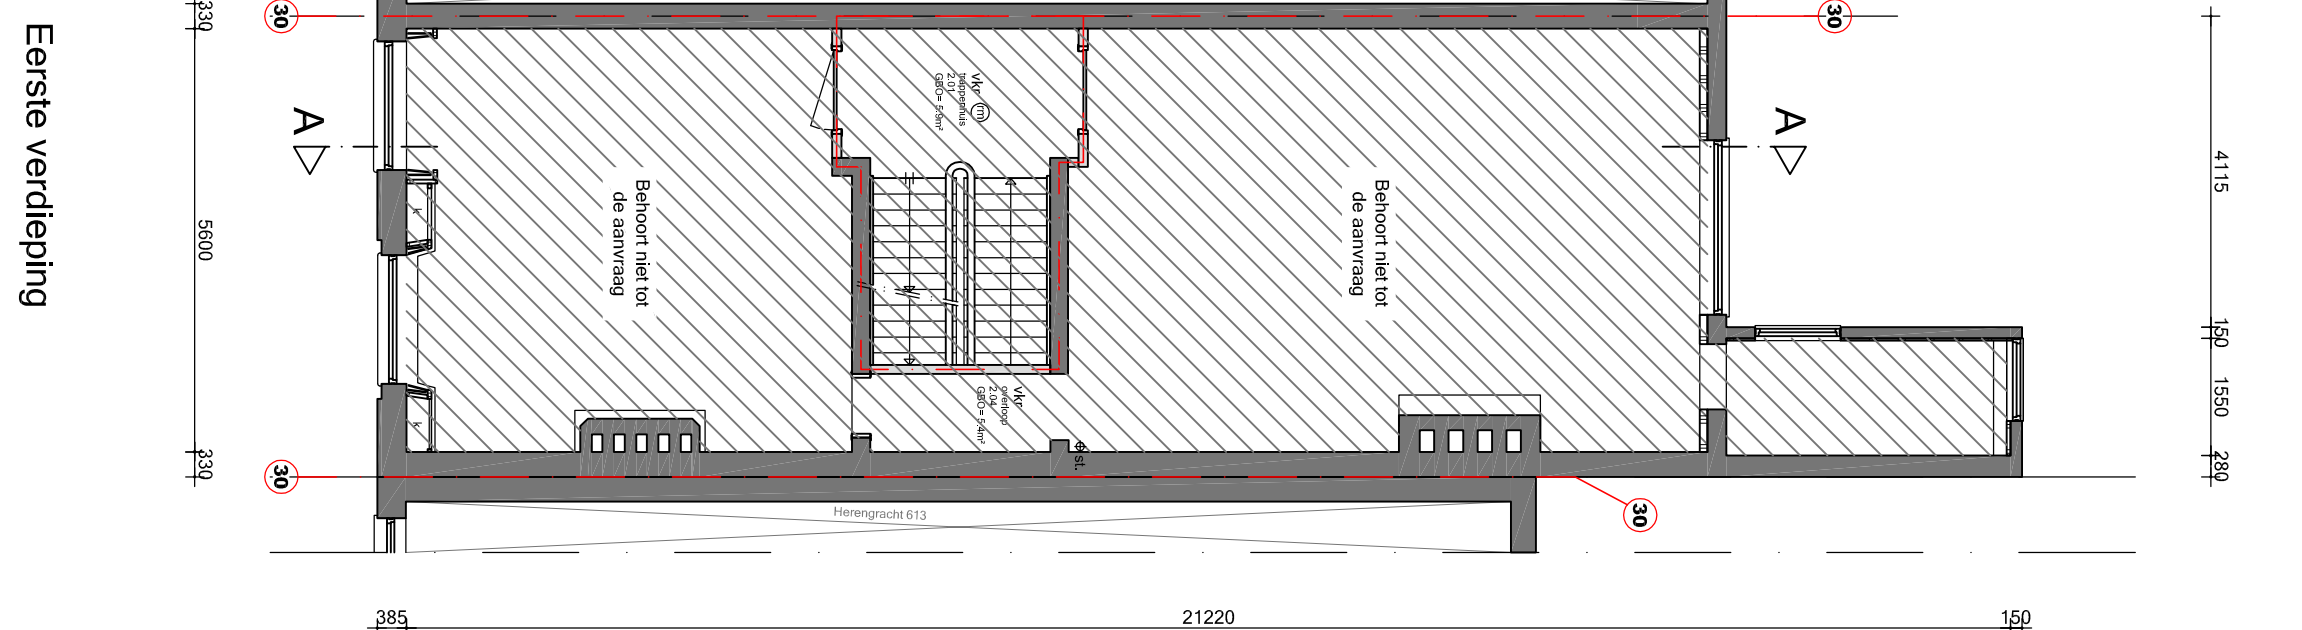 Eerste verdieping
330
5600
330
30
30
A
A
30
30
Behoort niet tot
de aanvraag
Behoort niet tot
de aanvraag
vkr
trappenhuis
2.01
GBO= 5.9m²
rm
vkr
overloop
2.04
GBO= 5.4m²
st.
k
k
Herengracht 613
4115
150
1550
280
385
21220
150